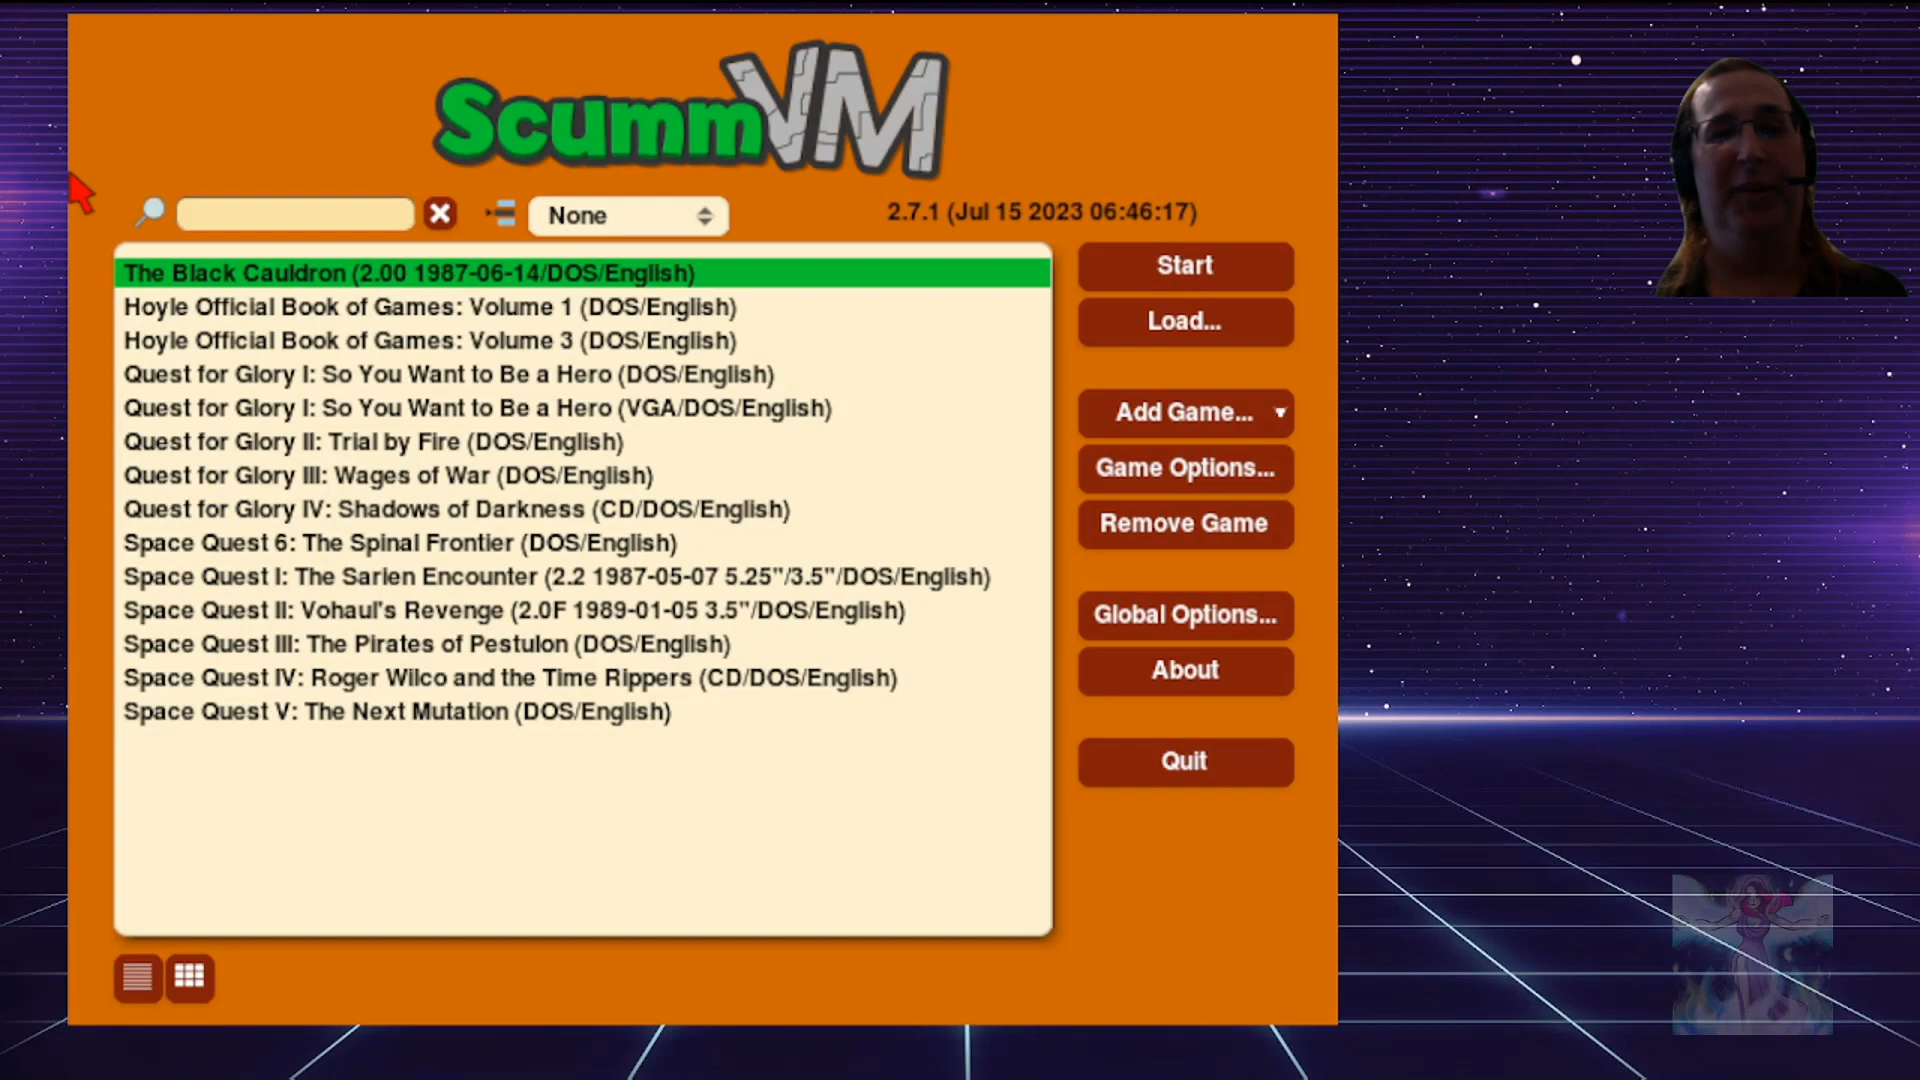 ScummVM
None
2.7.1 (Jul 15 2023 06:46:17)
The Black Cauldron (2.00 1987-06-14/DOS/English)
Hoyle Official Book of Games: Volume 1 (DOS/English)
Hoyle Official Book of Games: Volume 3 (DOS/English)
Quest for Glory I: So You Want to Be a Hero (DOS/English)
Quest for Glory I: So You Want to Be a Hero (VGA/DOS/English)
Quest for Glory II: Trial by Fire (DOS/English)
Quest for Glory III: Wages of War (DOS/English)
Quest for Glory IV: Shadows of Darkness (CD/DOS/English)
Space Quest 6: The Spinal Frontier (DOS/English)
Space Quest I: The Sarien Encounter (2.2 1987-05-07 5.25"/3.5"/DOS/English)
Space Quest II: Vohaul's Revenge (2.0F 1989-01-05 3.5"/DOS/English)
Space Quest III: The Pirates of Pestulon (DOS/English)
Space Quest IV: Roger Wilco and the Time Rippers (CD/DOS/English)
Space Quest V: The Next Mutation (DOS/English)
Start
Load...
Add Game...
Game Options...
Remove Game
Global Options...
About
Quit